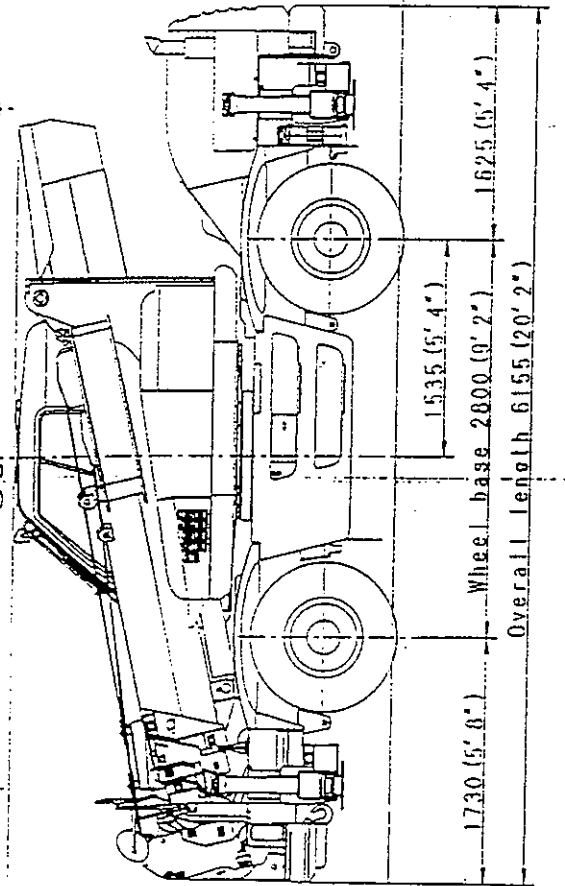 1535 (5' 4")
1730 (5' 8")
Wheel base 2800 (9' 2")
1625 (5' 4")
Overall length 6155 (20' 2")